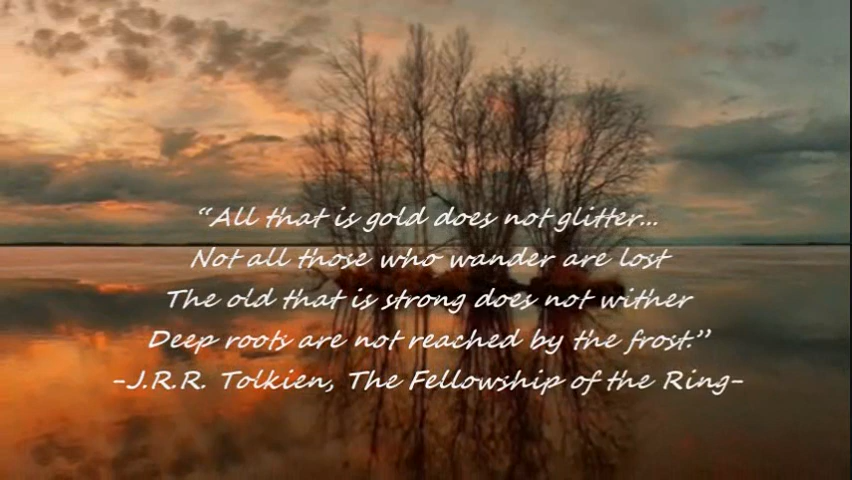 “All that is gold does not glitter...
Not all those who wander are lost
The old that is strong does not wither
Deep roots are not reached by the frost.”
-J.R.R. Tolkien, The Fellowship of the Ring-